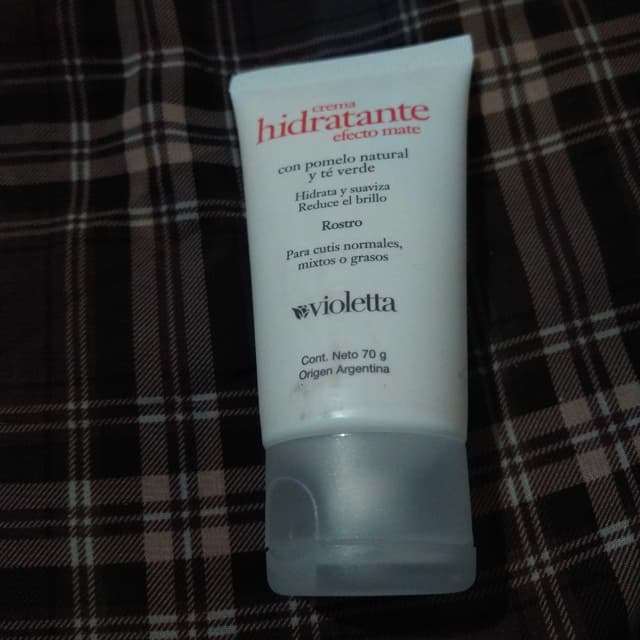 crema
hidratante
efecto mate
con pomelo natural
y té verde
Hidrata y suaviza
Reduce el brillo
Rostro
Para cutis normales,
mixtos o grasos
violetta
Cont. Neto 70 g
Origen Argentina